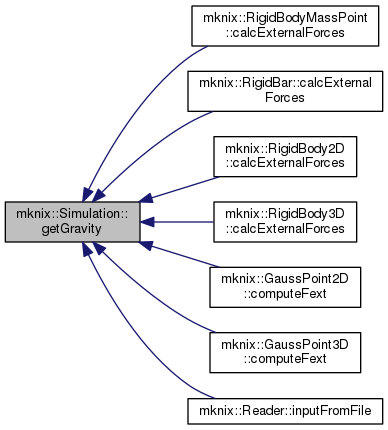 mknix::RigidBodyMassPoint
::calcExternalForces
mknix::RigidBar::calcExternal
Forces
mknix::RigidBody2D
::calcExternalForces
mknix::Simulation::
getGravity
mknix::RigidBody3D
::calcExternalForces
mknix::GaussPoint2D
::computeFext
mknix::GaussPoint3D
::computeFext
mknix::Reader::inputFromFile